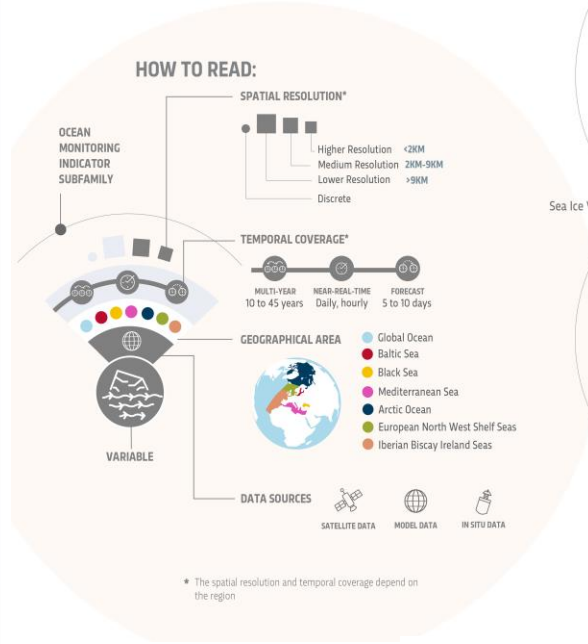 HOW TO READ:
SPATIAL RESOLUTION*
OCEAN
MONITORING
INDICATOR
SUBFAMILY
Higher Resolution <2KM
Medium Resolution 2KM-9KM
Lower Resolution >9KM
Discrete
Sea Ice
TEMPORAL COVERAGE*
MULTI-YEAR
10 to 45 years
NEAR-REAL-TIME
Daily, hourly
FORECAST
5 to 10 days
GEOGRAPHICAL AREA
Global Ocean
Baltic Sea
Black Sea
Mediterranean Sea
Arctic Ocean
European North West Shelf Seas
Iberian Biscay Ireland Seas
VARIABLE
DATA SOURCES
SATELLITE DATA
MODEL DATA
IN SITU DATA
* The spatial resolution and temporal coverage depend on
the region